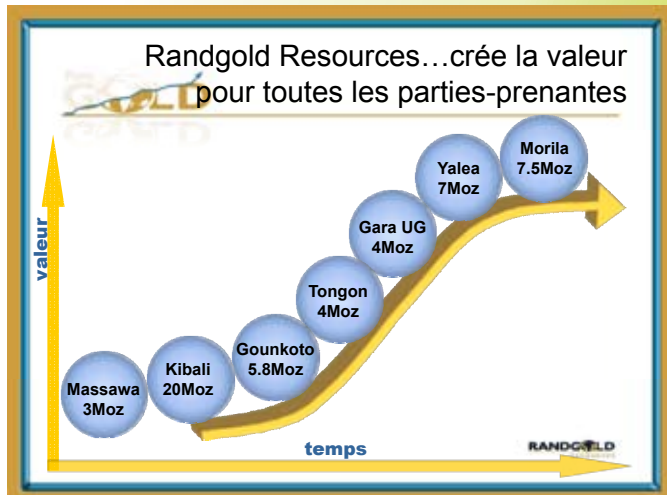 Randgold Resources…crée la valeur
pour toutes les parties-prenantes
GOLD
Morila
7.5Moz
Yalea
7Moz
Gara UG
4Moz
Tongon
4Moz
Gounkoto
5.8Moz
Kibali
20Moz
Massawa
3Moz
valeur
temps
RANDGOLD